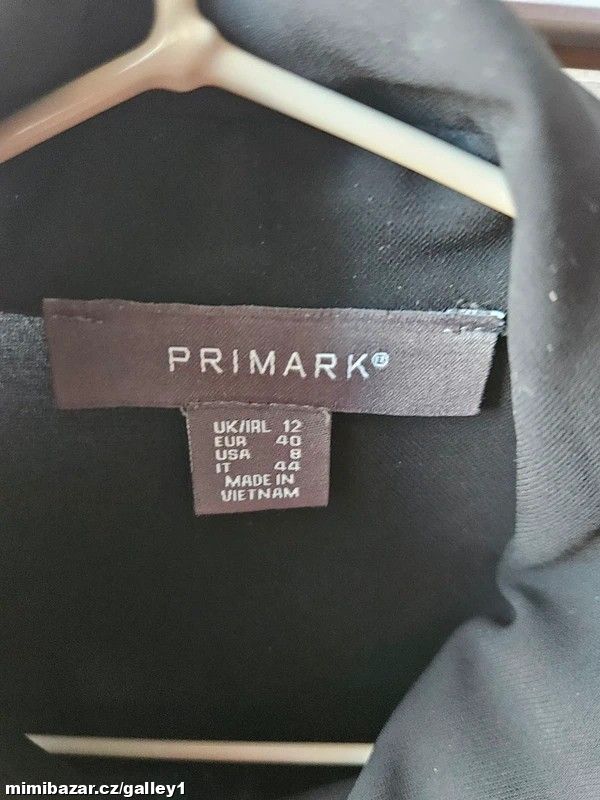 PRIMARK®
UK/IRL 12
EUR 40
USA 8
IT 44
MADE IN
VIETNAM
mimibazar.cz/galley1